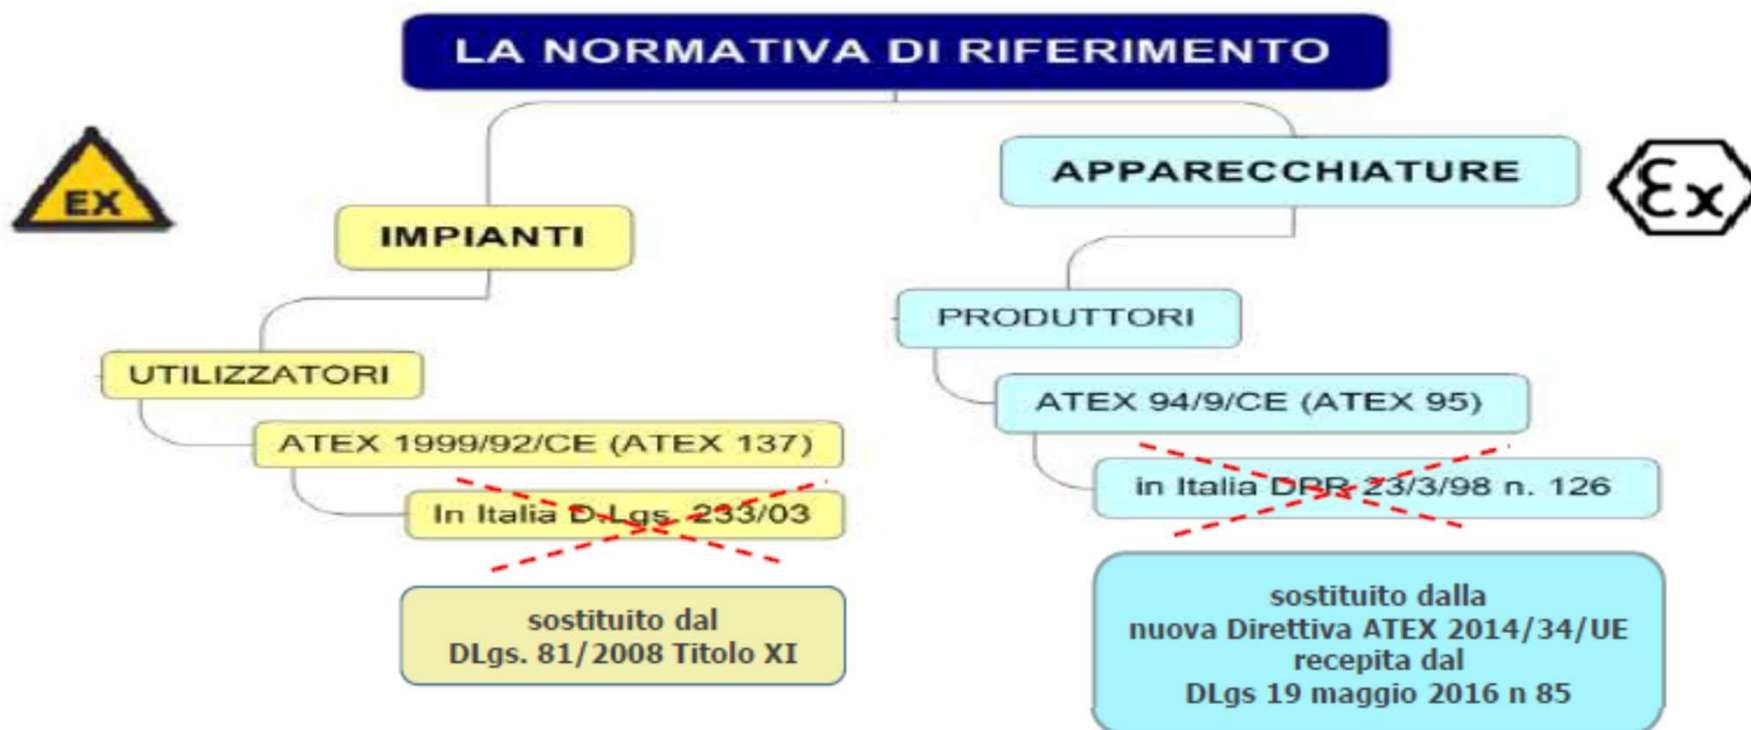 LA NORMATIVA DI RIFERIMENTO
EX
IMPIANTI
UTILIZZATORI
ATEX 1999/92/CE (ATEX 137)
In Italia D.Lgs. 233/03
sostituito dal
DLgs. 81/2008 Titolo XI
APPARECCHIATURE
Ex
PRODUTTORI
ATEX 94/9/CE (ATEX 95)
in Italia DPR 23/3/98 n. 126
sostituito dalla
nuova Direttiva ATEX 2014/34/UE
recepita dal
DLgs 19 maggio 2016 n 85